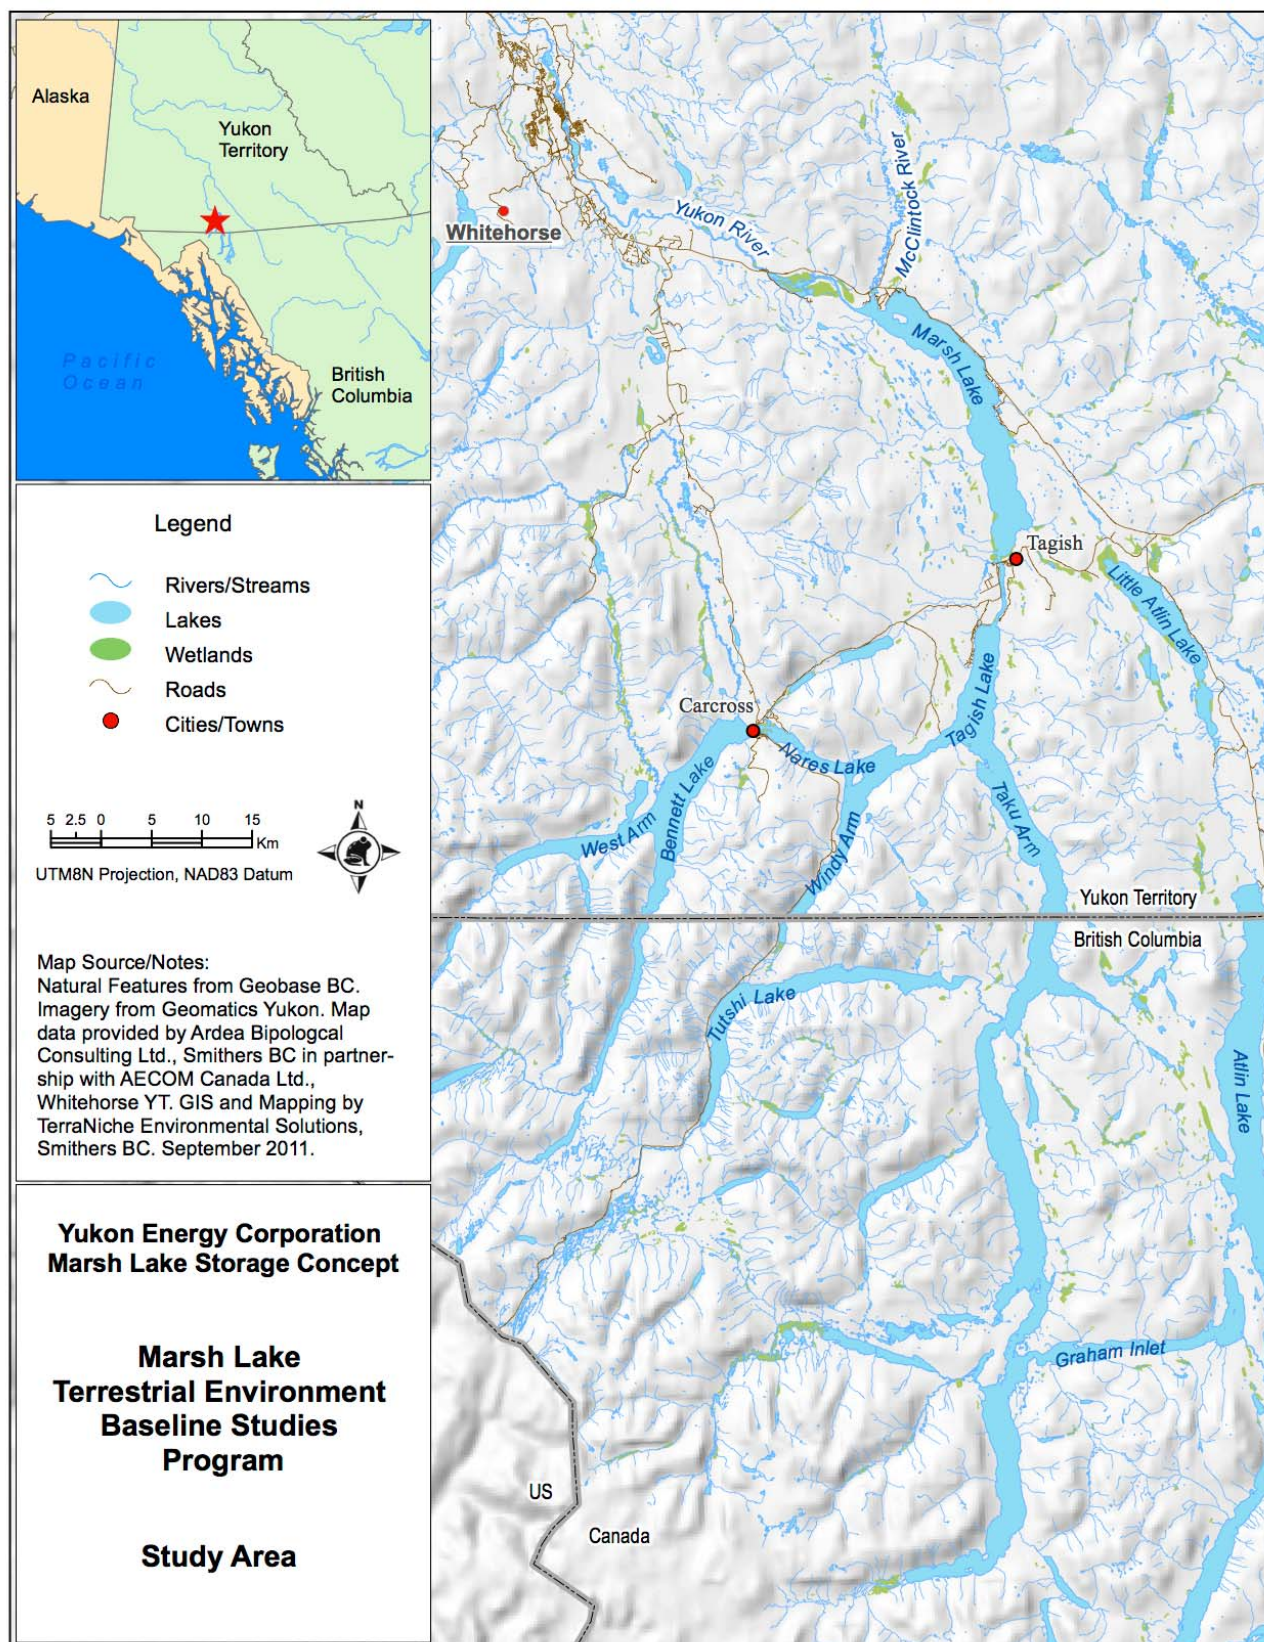 Alaska
Yukon
Territory
Pacific
Ocean
British
Columbia
Legend
Rivers/Streams
Lakes
Wetlands
Roads
Cities/Towns
5 2.5 0 5 10 15
Km
N
UTM8N Projection, NAD83 Datum
Map Source/Notes:
Natural Features from Geobase BC.
Imagery from Geomatics Yukon. Map
data provided by Ardea Bipologcal
Consulting Ltd., Smithers BC in partner-
ship with AECOM Canada Ltd.,
Whitehorse YT. GIS and Mapping by
TerraNiche Environmental Solutions,
Smithers BC. September 2011.
Yukon Energy Corporation
Marsh Lake Storage Concept
Marsh Lake
Terrestrial Environment
Baseline Studies
Program
Study Area
Whitehorse
Yukon River
McClintock River
Marsh Lake
Tagish
Little Atlin Lake
Carcross
Tagish Lake
Nares Lake
Bennett Lake
West Arm
Windy Arm
Taku Arm
Yukon Territory
British Columbia
Tutshi Lake
Atlin Lake
Graham Inlet
US
Canada